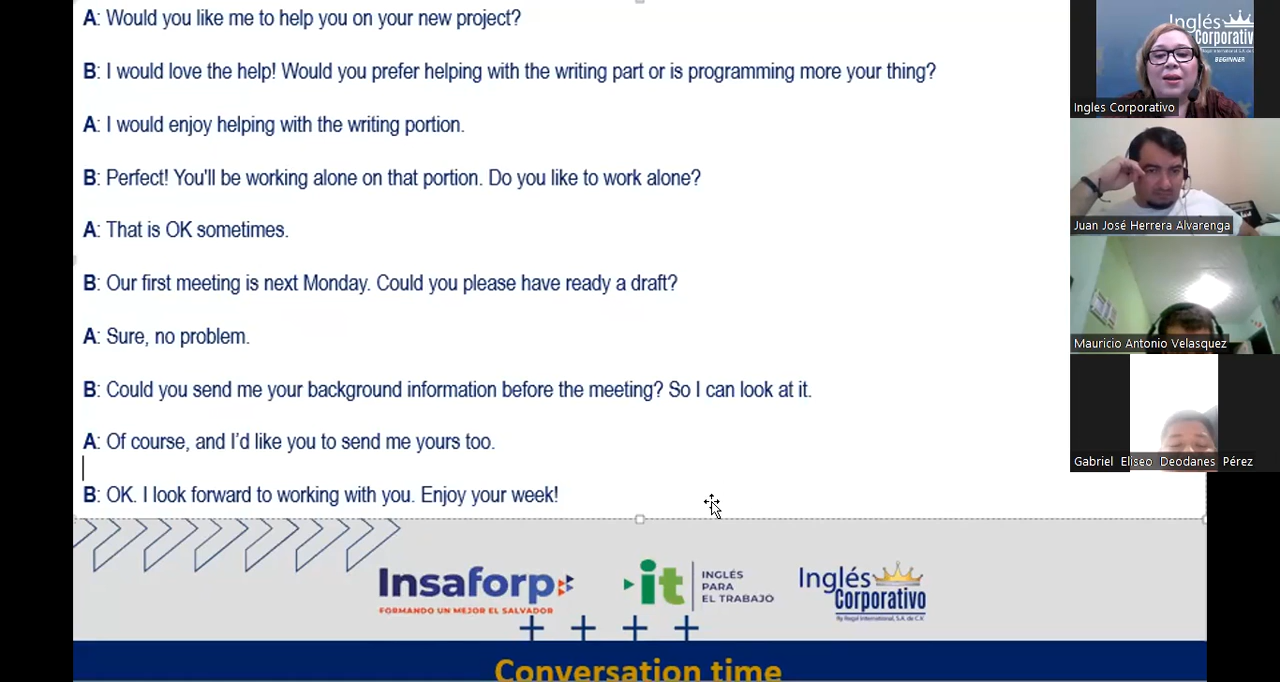 A: Would you like me to help you on your new project?
B: I would love the help! Would you prefer helping with the writing part or is programming more your thing?
A: I would enjoy helping with the writing portion.
B: Perfect! You'll be working alone on that portion. Do you like to work alone?
A: That is OK sometimes.
B: Our first meeting is next Monday. Could you please have ready a draft?
A: Sure, no problem.
B: Could you send me your background information before the meeting? So I can look at it.
A: Of course, and I'd like you to send me yours too.
B: OK. I look forward to working with you. Enjoy your week!
Insaforp
FORMANDO UN MEJOR EL SALVADOR
it
INGLÉS
PARA
EL TRABAJO
Inglés
Corporativo
By Regal International, S.A. de C.V.
Conversation time
Inglés
Corporativ
BEGINNER
Ingles Corporativo
Juan José Herrera Alvarenga
Mauricio Antonio Velasquez
Gabriel Eliseo Deodanes Pérez